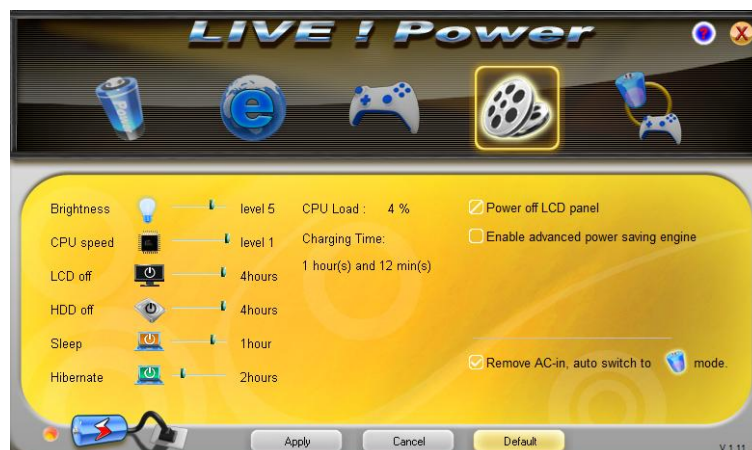 LIVE ! Power
Power
e
Brightness level 5 CPU Load : 4 % Power off LCD panel
CPU speed level 1 Charging Time: Enable advanced power saving engine
LCD off 4hours 1 hour(s) and 12 min(s)
HDD off 4hours
Sleep 1hour
Hibernate 2hours Remove AC-in, auto switch to mode.
Apply Cancel Default
V 1.11